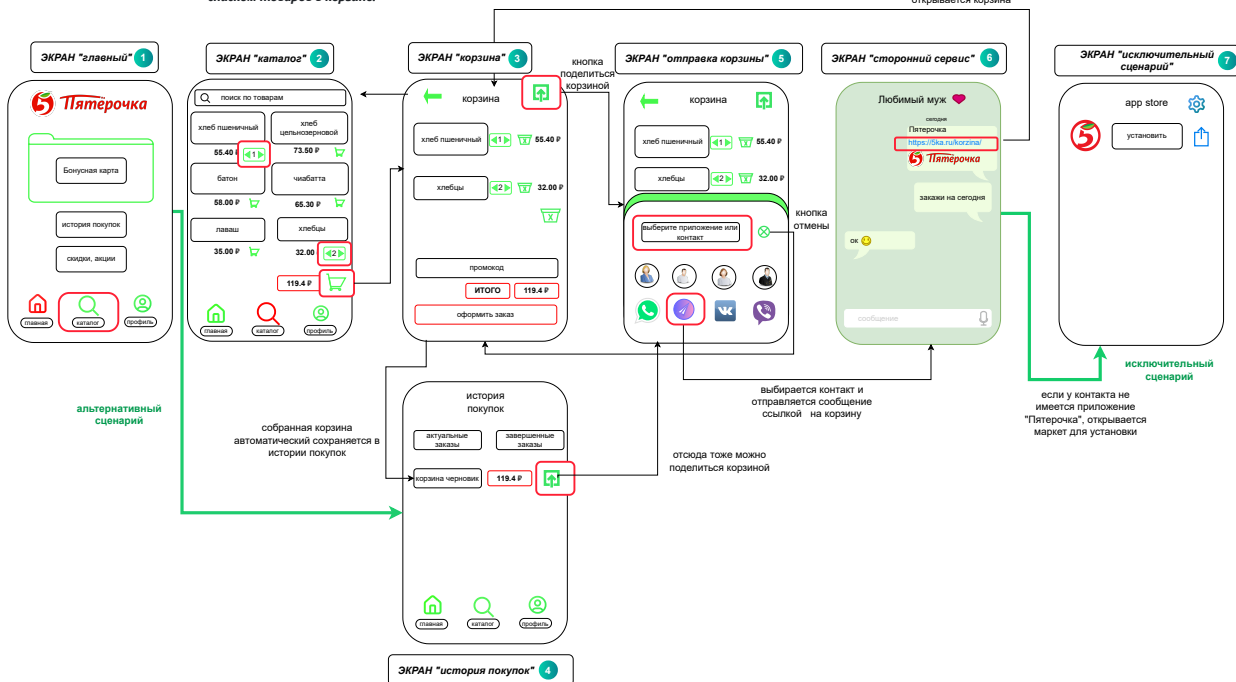 списком товаров в корзине.
открывается корзина
ЭКРАН "главный" 1
ЭКРАН "каталог" 2
ЭКРАН "корзина" 3
кнопка
поделиться
корзиной
ЭКРАН "отправка корзины" 5
ЭКРАН "сторонний сервис" 6
ЭКРАН "исключительный
сценарий" 7
5 Пятёрочка
Бонусная карта
история покупок
скидки, акции
главная
каталог
профиль
поиск по товарам
хлеб пшеничный
хлеб
цельнозерновой
55.40 ₽
1
73.50 ₽
батон
чиабатта
58.00 ₽
65.30 ₽
лаваш
хлебцы
35.00 ₽
32.00
2
119.4 ₽
главная
каталог
профиль
корзина
хлеб пшеничный
1
55.40 ₽
хлебцы
2
32.00 ₽
промокод
ИТОГО
119.4 ₽
оформить заказ
корзина
хлеб пшеничный
1
55.40 ₽
хлебцы
2
32.00 ₽
выберите приложение или
контакт
кнопка
отмены
Любимый муж
сегодня
Пятерочка
https://5ka.ru/korzina/
5 Пятёрочка
закажи на сегодня
ок
сообщение
app store
5
установить
альтернативный
сценарий
собранная корзина
автоматический сохраняется в
истории покупок
история
покупок
актуальные
заказы
завершенные
заказы
корзина черновик
119.4 ₽
главная
каталог
профиль
отсюда тоже можно
поделиться корзиной
выбирается контакт и
отправляется сообщение
ссылкой на корзину
исключительный
сценарий
если у контакта не
имеется приложение
"Пятерочка", открывается
маркет для установки
ЭКРАН "история покупок" 4